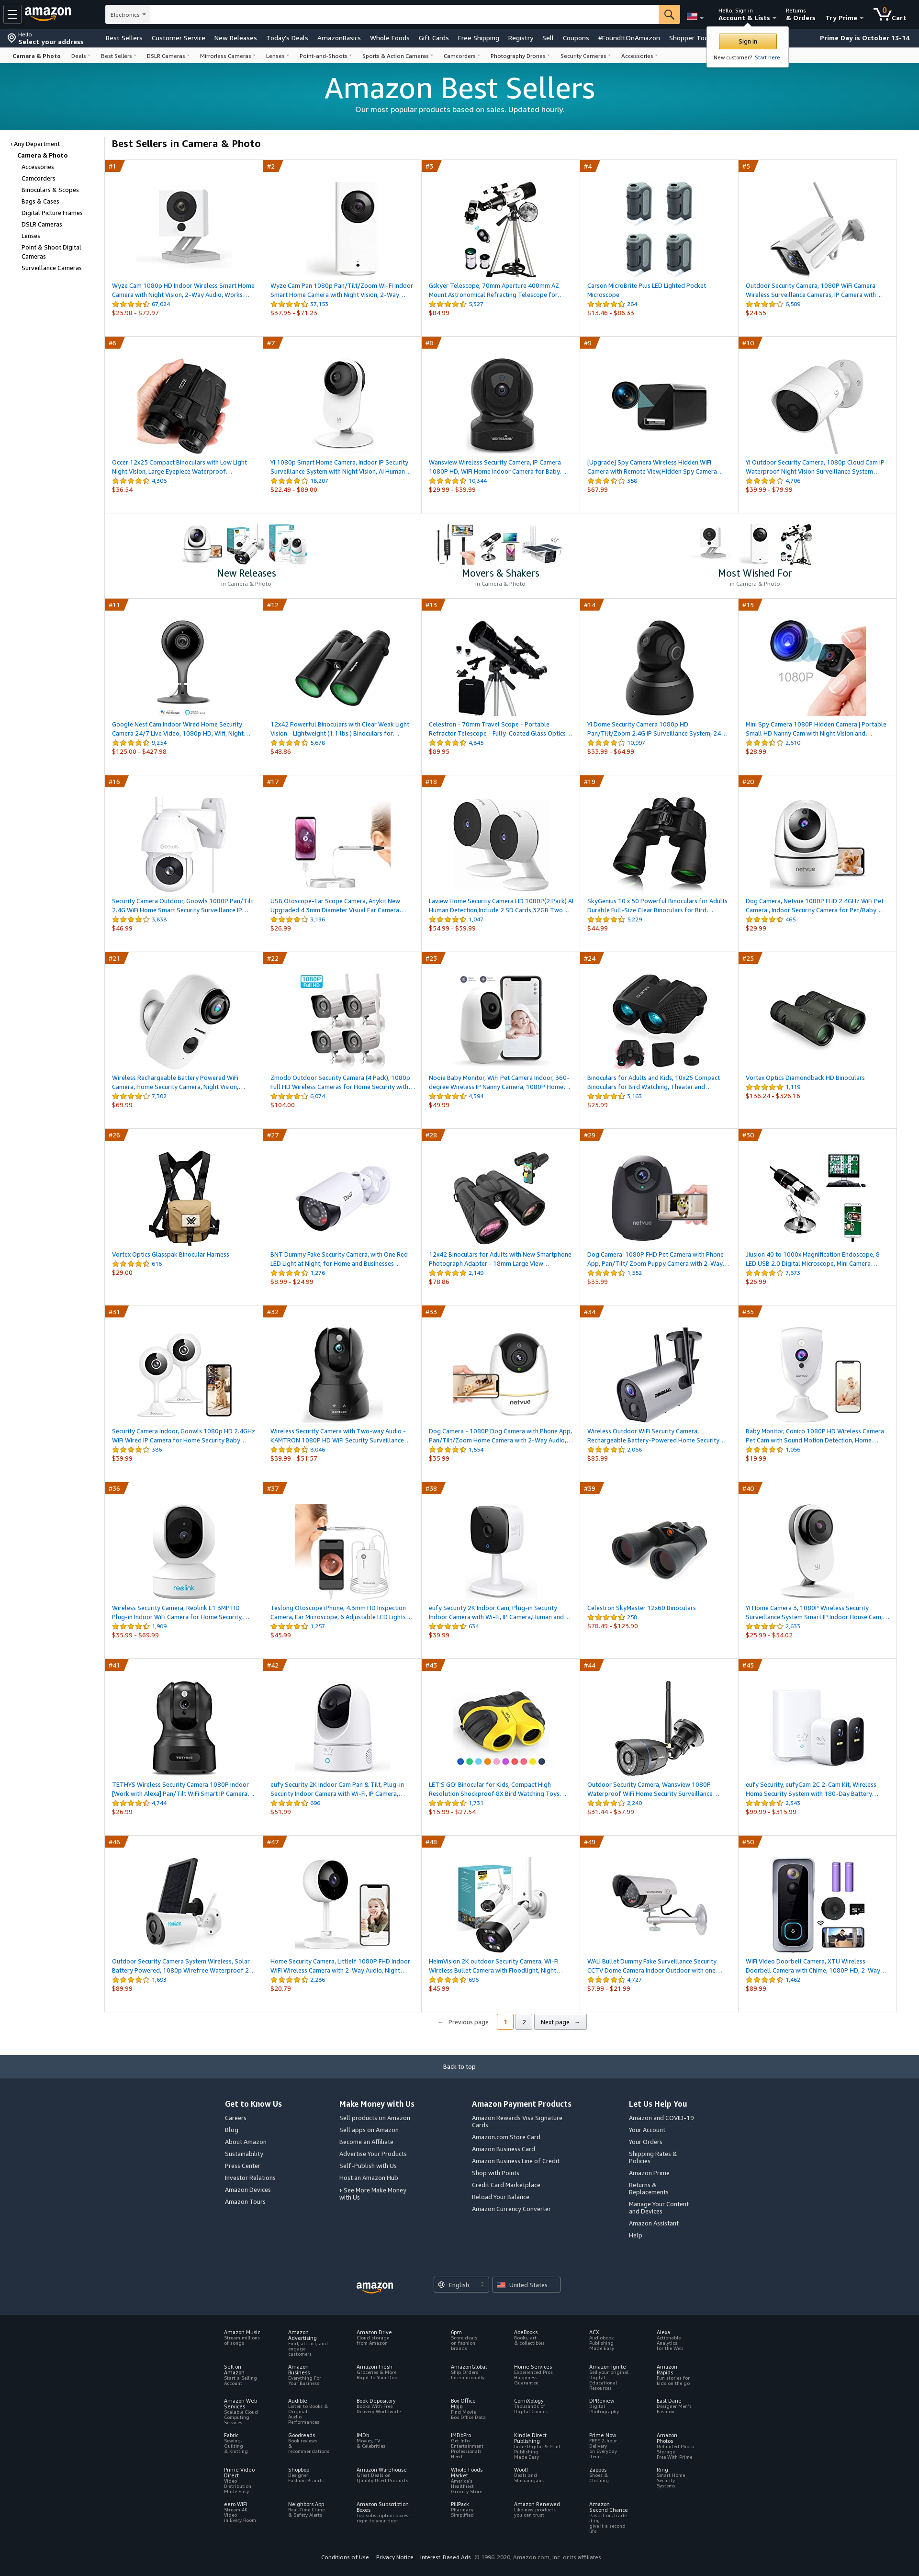 Hello
Select your address
amazon
Electronics
Hello, Sign in
Account & Lists
Returns
& Orders
Try Prime
0
Cart
Best Sellers
Customer Service
New Releases
Today's Deals
AmazonBasics
Whole Foods
Gift Cards
Free Shipping
Registry
Sell
Coupons
#FoundItOnAmazon
Prime Day is October 13-14
Sign in
New customer? Start here.
Camera & Photo
Deals
Best Sellers
DSLR Cameras
Mirrorless Cameras
Lenses
Point-and-Shoots
Sports & Action Cameras
Camcorders
Photography Drones
Security Cameras
Accessories
Amazon Best Sellers
Our most popular products based on sales. Updated hourly.
‹ Any Department
Camera & Photo
Accessories
Camcorders
Binoculars & Scopes
Bags & Cases
Digital Picture Frames
DSLR Cameras
Lenses
Point & Shoot Digital
Cameras
Surveillance Cameras
Best Sellers in Camera & Photo
#1
Wyze Cam 1080p HD Indoor Wireless Smart Home
Camera with Night Vision, 2-Way Audio, Works…
67,024
$25.98 - $72.97
#2
Wyze Cam Pan 1080p Pan/Tilt/Zoom Wi-Fi Indoor
Smart Home Camera with Night Vision, 2-Way…
37,153
$37.95 - $71.23
#3
Gskyer Telescope, 70mm Aperture 400mm AZ
Mount Astronomical Refracting Telescope for…
5,327
$84.99
#4
Carson MicroBrite Plus LED Lighted Pocket
Microscope
264
$13.46 - $86.33
#5
Outdoor Security Camera, 1080P WiFi Camera
Wireless Surveillance Cameras, IP Camera with…
6,509
$24.55
#6
Occer 12x25 Compact Binoculars with Low Light
Night Vision, Large Eyepiece Waterproof…
4,306
$36.54
#7
YI 1080p Smart Home Camera, Indoor IP Security
Surveillance System with Night Vision, AI Human…
18,207
$22.49 - $89.00
#8
Wansview Wireless Security Camera, IP Camera
1080P HD, WiFi Home Indoor Camera for Baby…
10,344
$29.99 - $39.99
#9
[Upgrade] Spy Camera Wireless Hidden WiFi
Camera with Remote View,Hidden Spy Camera…
358
$67.99
#10
YI Outdoor Security Camera, 1080p Cloud Cam IP
Waterproof Night Vision Surveillance System…
4,706
$39.99 - $79.99
New Releases
in Camera & Photo
Movers & Shakers
in Camera & Photo
Most Wished For
in Camera & Photo
#11
Google Nest Cam Indoor Wired Home Security
Camera 24/7 Live Video, 1080p HD, Wifi, Night…
9,254
$125.00 - $427.98
#12
12x42 Powerful Binoculars with Clear Weak Light
Vision - Lightweight (1.1 lbs.) Binoculars for…
5,678
$48.86
#13
Celestron - 70mm Travel Scope - Portable
Refractor Telescope - Fully-Coated Glass Optics…
4,845
$89.95
#14
YI Dome Security Camera 1080p HD
Pan/Tilt/Zoom 2.4G IP Surveillance System, 24…
10,997
$33.99 - $64.99
#15
1080P
Mini Spy Camera 1080P Hidden Camera | Portable
Small HD Nanny Cam with Night Vision and…
2,610
$28.99
#16
Security Camera Outdoor, Goowls 1080P Pan/Tilt
2.4G WiFi Home Smart Security Surveillance IP…
3,838
$46.99
#17
USB Otoscope-Ear Scope Camera, Anykit New
Upgraded 4.3mm Diameter Visual Ear Camera…
3,156
$26.99
#18
Laview Home Security Camera HD 1080P(2 Pack) AI
Human Detection,Include 2 SD Cards,32GB Two…
1,047
$54.99 - $59.99
#19
SkyGenius 10 x 50 Powerful Binoculars for Adults
Durable Full-Size Clear Binoculars for Bird…
5,229
$44.99
#20
netvue
Dog Camera, Netvue 1080P FHD 2.4GHz WiFi Pet
Camera , Indoor Security Camera for Pet/Baby…
465
$29.99
#21
Wireless Rechargeable Battery Powered WiFi
Camera, Home Security Camera, Night Vision,…
7,302
$69.99
#22
1080P
Full HD
Zmodo Outdoor Security Camera (4 Pack), 1080p
Full HD Wireless Cameras for Home Security with…
6,074
$104.00
#23
Nooie Baby Monitor, WiFi Pet Camera Indoor, 360-
degree Wireless IP Nanny Camera, 1080P Home…
4,394
$49.99
#24
Binoculars for Adults and Kids, 10x25 Compact
Binoculars for Bird Watching, Theater and…
3,163
$25.99
#25
Vortex Optics Diamondback HD Binoculars
1,119
$136.24 - $326.16
#26
Vortex Optics Glasspak Binocular Harness
616
$29.00
#27
BNT Dummy Fake Security Camera, with One Red
LED Light at Night, for Home and Businesses…
1,276
$8.99 - $24.99
#28
12x42 Binoculars for Adults with New Smartphone
Photograph Adapter - 18mm Large View…
2,149
$78.86
#29
netvue
Dog Camera-1080P FHD Pet Camera with Phone
App, Pan/Tilt/ Zoom Puppy Camera with 2-Way…
1,552
$35.99
#30
Jiusion 40 to 1000x Magnification Endoscope, 8
LED USB 2.0 Digital Microscope, Mini Camera…
7,673
$26.99
#31
Security Camera Indoor, Goowls 1080p HD 2.4GHz
WiFi Wired IP Camera for Home Security Baby…
386
$39.99
#32
Wireless Security Camera with Two-way Audio -
KAMTRON 1080P HD WiFi Security Surveillance…
8,046
$39.99 - $51.57
#33
netvue
Dog Camera - 1080P Dog Camera with Phone App,
Pan/Tilt/Zoom Home Camera with 2-Way Audio,…
1,554
$35.99
#34
Wireless Outdoor WiFi Security Camera,
Rechargeable Battery-Powered Home Security…
2,068
$85.99
#35
Baby Monitor, Conico 1080P HD Wireless Camera
Pet Cam with Sound Motion Detection, Home…
1,056
$19.99
#36
reolink
Wireless Security Camera, Reolink E1 3MP HD
Plug-in Indoor WiFi Camera for Home Security,…
1,909
$35.99 - $69.99
#37
Teslong Otoscope iPhone, 4.3mm HD Inspection
Camera, Ear Microscope, 6 Adjustable LED Lights…
1,257
$45.99
#38
eufy Security 2K Indoor Cam, Plug-in Security
Indoor Camera with Wi-Fi, IP Camera,Human and…
634
$39.99
#39
Celestron SkyMaster 12x60 Binoculars
258
$78.49 - $123.90
#40
YI Home Camera 3, 1080P Wireless Security
Surveillance System Smart IP Indoor House Cam,…
2,633
$25.99 - $54.02
#41
TETHYS
TETHYS Wireless Security Camera 1080P Indoor
[Work with Alexa] Pan/Tilt WiFi Smart IP Camera…
4,744
$26.99
#42
eufy
eufy Security 2K Indoor Cam Pan & Tilt, Plug-in
Security Indoor Camera with Wi-Fi, IP Camera,…
696
$51.99
#43
LET'S GO! Binocular for Kids, Compact High
Resolution Shockproof 8X Bird Watching Toys…
1,731
$15.99 - $27.54
#44
Outdoor Security Camera, Wansview 1080P
Waterproof WiFi Home Security Surveillance…
2,240
$31.44 - $37.99
#45
eufy Security, eufyCam 2C 2-Cam Kit, Wireless
Home Security System with 180-Day Battery…
2,343
$99.99 - $315.99
#46
reolink
Outdoor Security Camera System Wireless, Solar
Battery Powered, 1080p Wirefree Waterproof 2…
1,695
$89.99
#47
Home Security Camera, Littlelf 1080P FHD Indoor
WiFi Wireless Camera with 2-Way Audio, Night…
2,286
$20.79
#48
HeimVision 2K outdoor Security Camera, Wi-Fi
Wireless Bullet Camera with Floodlight, Night…
696
$45.99
#49
WALI Bullet Dummy Fake Surveillance Security
CCTV Dome Camera Indoor Outdoor with one…
4,727
$7.99 - $21.99
#50
WiFi Video Doorbell Camera, XTU Wireless
Doorbell Camera with Chime, 1080P HD, 2-Way…
1,462
$89.99
← Previous page
1
2
Next page →
Back to top
Get to Know Us
Careers
Blog
About Amazon
Sustainability
Press Center
Investor Relations
Amazon Devices
Amazon Tours
Make Money with Us
Sell products on Amazon
Sell apps on Amazon
Become an Affiliate
Advertise Your Products
Self-Publish with Us
Host an Amazon Hub
› See More Make Money
with Us
Amazon Payment Products
Amazon Rewards Visa Signature
Cards
Amazon.com Store Card
Amazon Business Card
Amazon Business Line of Credit
Shop with Points
Credit Card Marketplace
Reload Your Balance
Amazon Currency Converter
Let Us Help You
Amazon and COVID-19
Your Account
Your Orders
Shipping Rates &
Policies
Amazon Prime
Returns &
Replacements
Manage Your Content
and Devices
Amazon Assistant
Help
amazon
English
United States
Amazon Music
Stream millions
of songs
Amazon
Advertising
Find, attract, and
engage
customers
Amazon Drive
Cloud storage
from Amazon
6pm
Score deals
on fashion
brands
AbeBooks
Books, art
& collectibles
ACX
Audiobook
Publishing
Made Easy
Alexa
Actionable
Analytics
for the Web
Sell on
Amazon
Start a Selling
Account
Amazon
Business
Everything For
Your Business
Amazon Fresh
Groceries & More
Right To Your Door
AmazonGlobal
Ship Orders
Internationally
Home Services
Experienced Pros
Happiness
Guarantee
Amazon Ignite
Sell your original
Digital
Educational
Resources
Amazon
Rapids
Fun stories for
kids on the go
Amazon Web
Services
Scalable Cloud
Computing
Services
Audible
Listen to Books &
Original
Audio
Performances
Book Depository
Books With Free
Delivery Worldwide
Box Office
Mojo
Find Movie
Box Office Data
ComiXology
Thousands of
Digital Comics
DPReview
Digital
Photography
East Dane
Designer Men's
Fashion
Fabric
Sewing,
Quilting
& Knitting
Goodreads
Book reviews
&
recommendations
IMDb
Movies, TV
& Celebrities
IMDbPro
Get Info
Entertainment
Professionals
Need
Kindle Direct
Publishing
Indie Digital & Print
Publishing
Made Easy
Prime Now
FREE 2-hour
Delivery
on Everyday
Items
Amazon
Photos
Unlimited Photo
Storage
Free With Prime
Prime Video
Direct
Video
Distribution
Made Easy
Shopbop
Designer
Fashion Brands
Amazon Warehouse
Great Deals on
Quality Used Products
Whole Foods
Market
America's
Healthiest
Grocery Store
Woot!
Deals and
Shenanigans
Zappos
Shoes &
Clothing
Ring
Smart Home
Security
Systems
eero WiFi
Stream 4K
Video
in Every Room
Neighbors App
Real-Time Crime
& Safety Alerts
Amazon Subscription
Boxes
Top subscription boxes –
right to your door
PillPack
Pharmacy
Simplified
Amazon Renewed
Like-new products
you can trust
Amazon
Second Chance
Pass it on, trade
it in,
give it a second
life
Conditions of Use
Privacy Notice
Interest-Based Ads
© 1996-2020, Amazon.com, Inc. or its affiliates